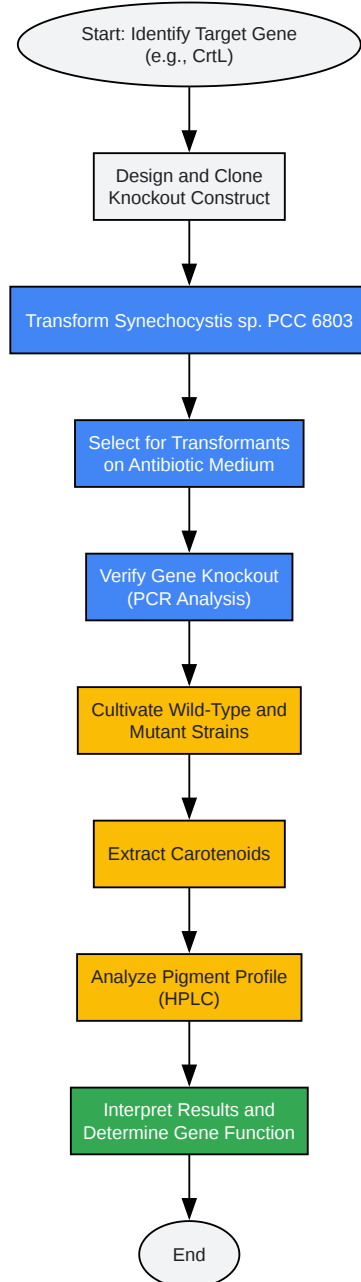 Start: Identify Target Gene
(e.g., CrtL)
Design and Clone
Knockout Construct
Transform Synechocystis sp. PCC 6803
Select for Transformants
on Antibiotic Medium
Verify Gene Knockout
(PCR Analysis)
Cultivate Wild-Type and
Mutant Strains
Extract Carotenoids
Analyze Pigment Profile
(HPLC)
Interpret Results and
Determine Gene Function
End